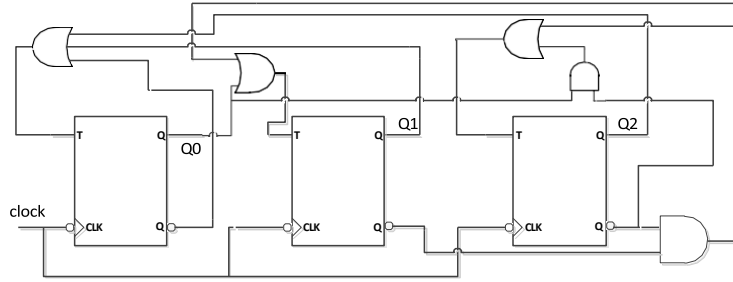 T Q Q0
CLK Q
T Q Q1
CLK Q
T Q Q2
CLK Q
clock